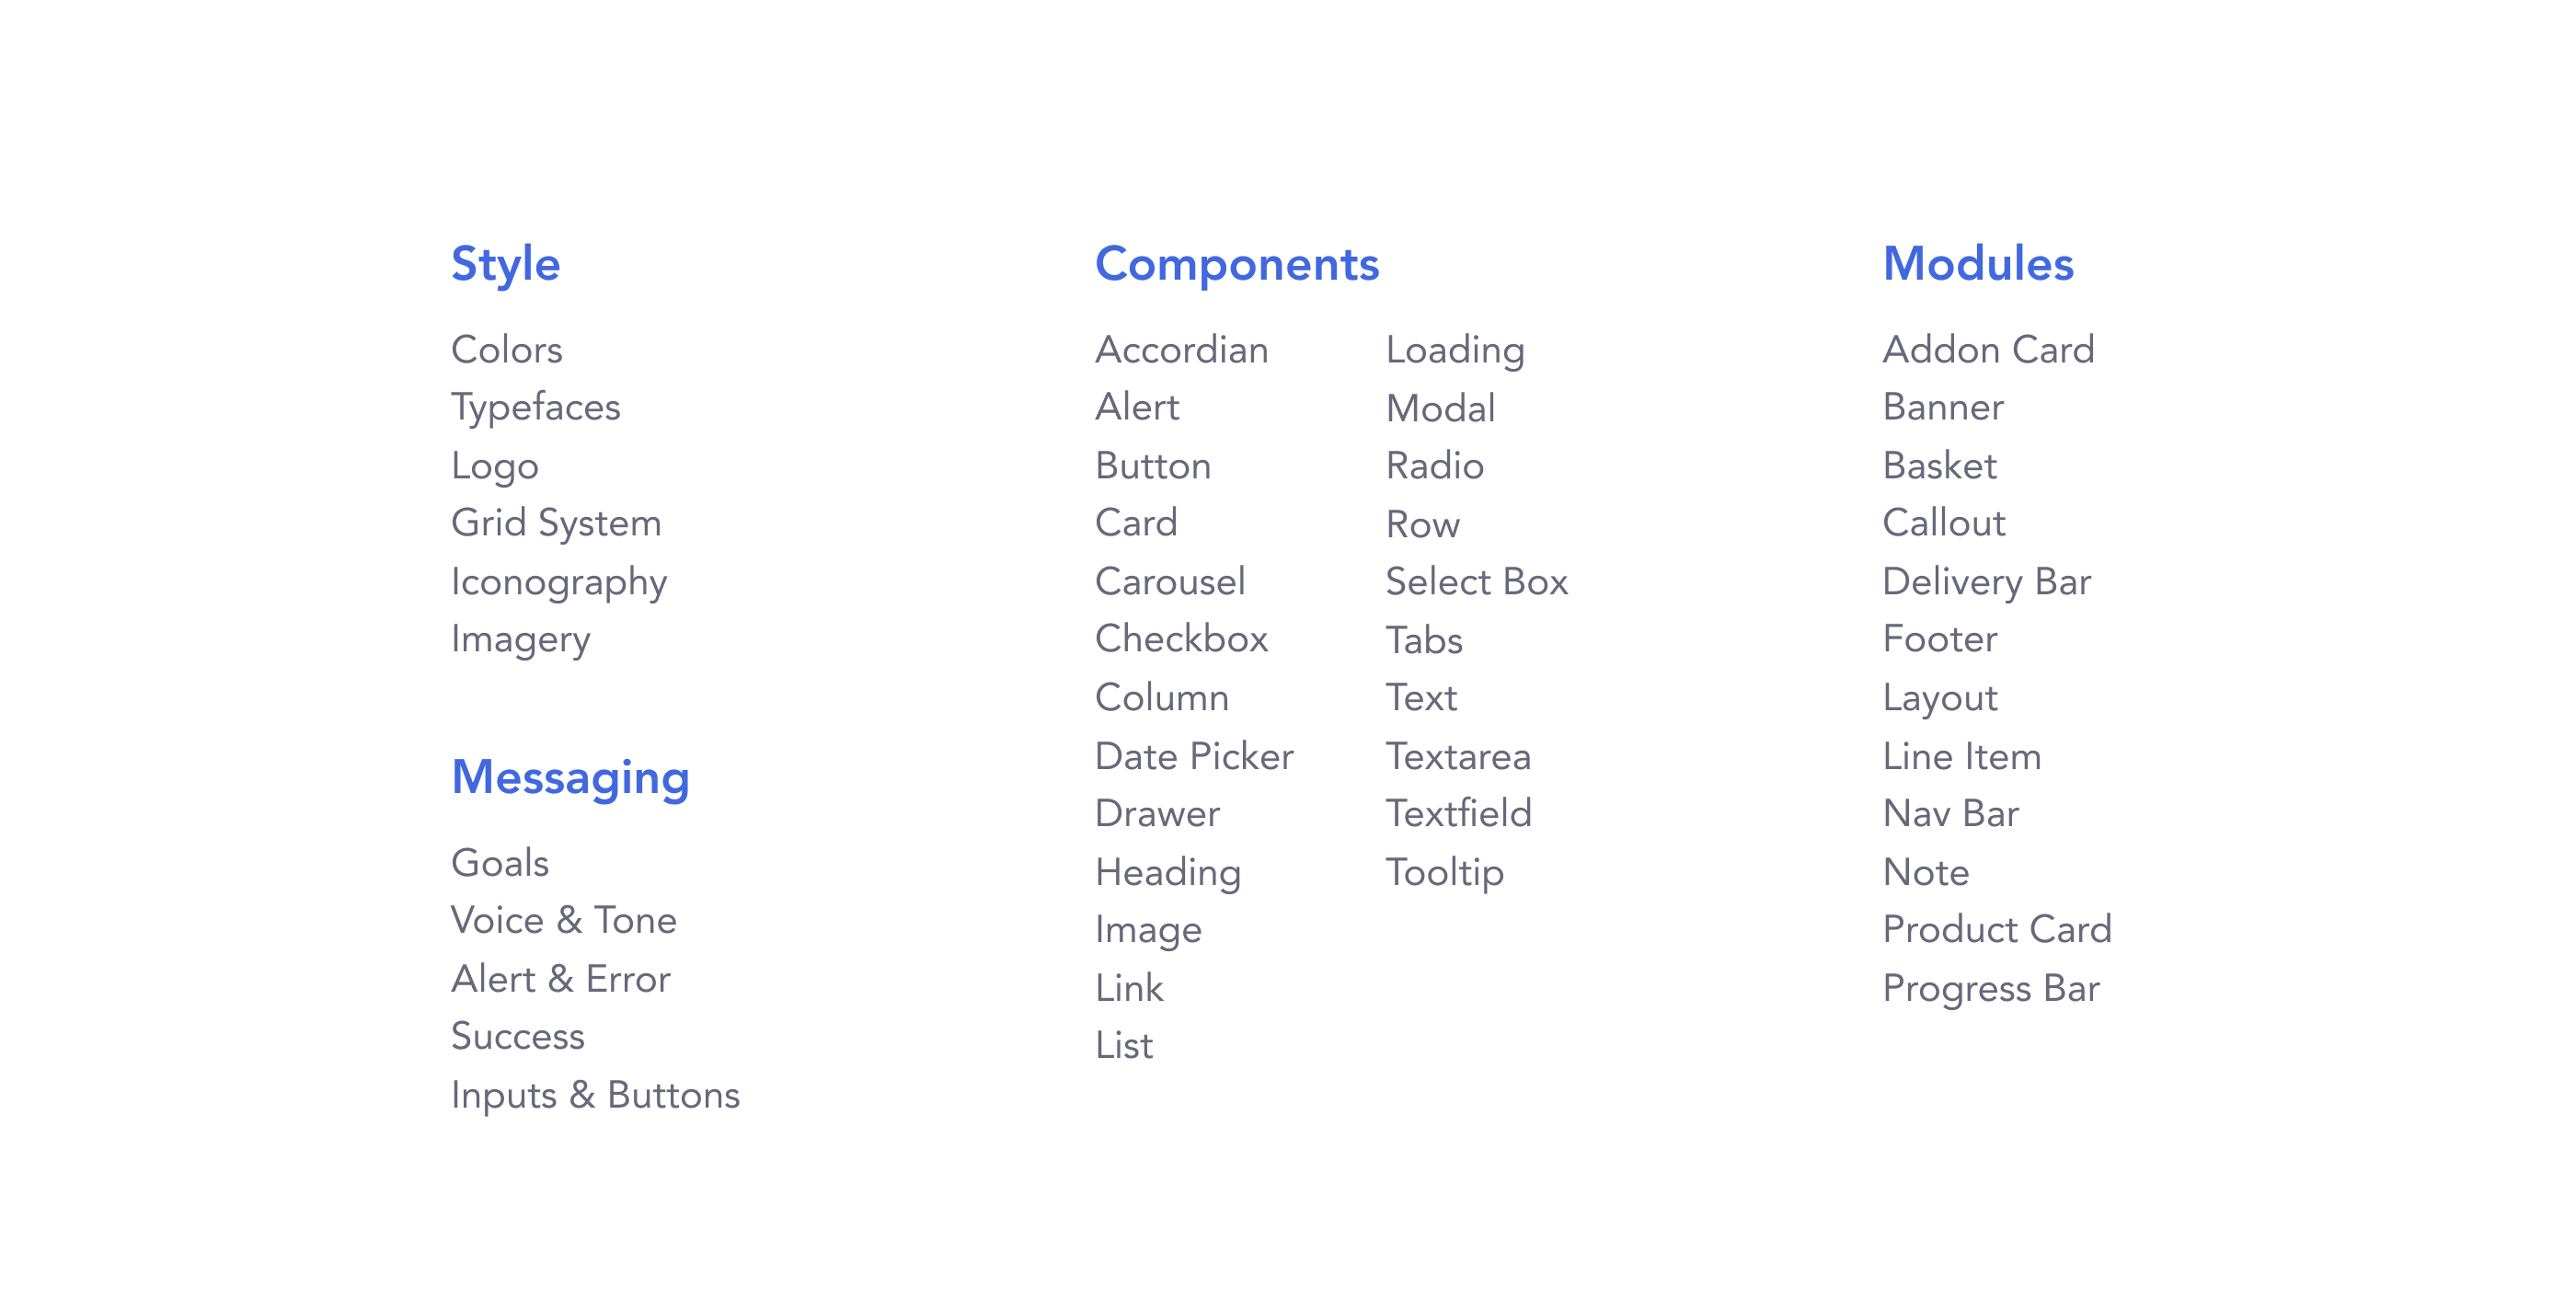 Style
Colors
Typefaces
Logo
Grid System
Iconography
Imagery
Messaging
Goals
Voice & Tone
Alert & Error
Success
Inputs & Buttons
Components
Accordian
Alert
Button
Card
Carousel
Checkbox
Column
Date Picker
Drawer
Heading
Image
Link
List
Loading
Modal
Radio
Row
Select Box
Tabs
Text
Textarea
Textfield
Tooltip
Modules
Addon Card
Banner
Basket
Callout
Delivery Bar
Footer
Layout
Line Item
Nav Bar
Note
Product Card
Progress Bar